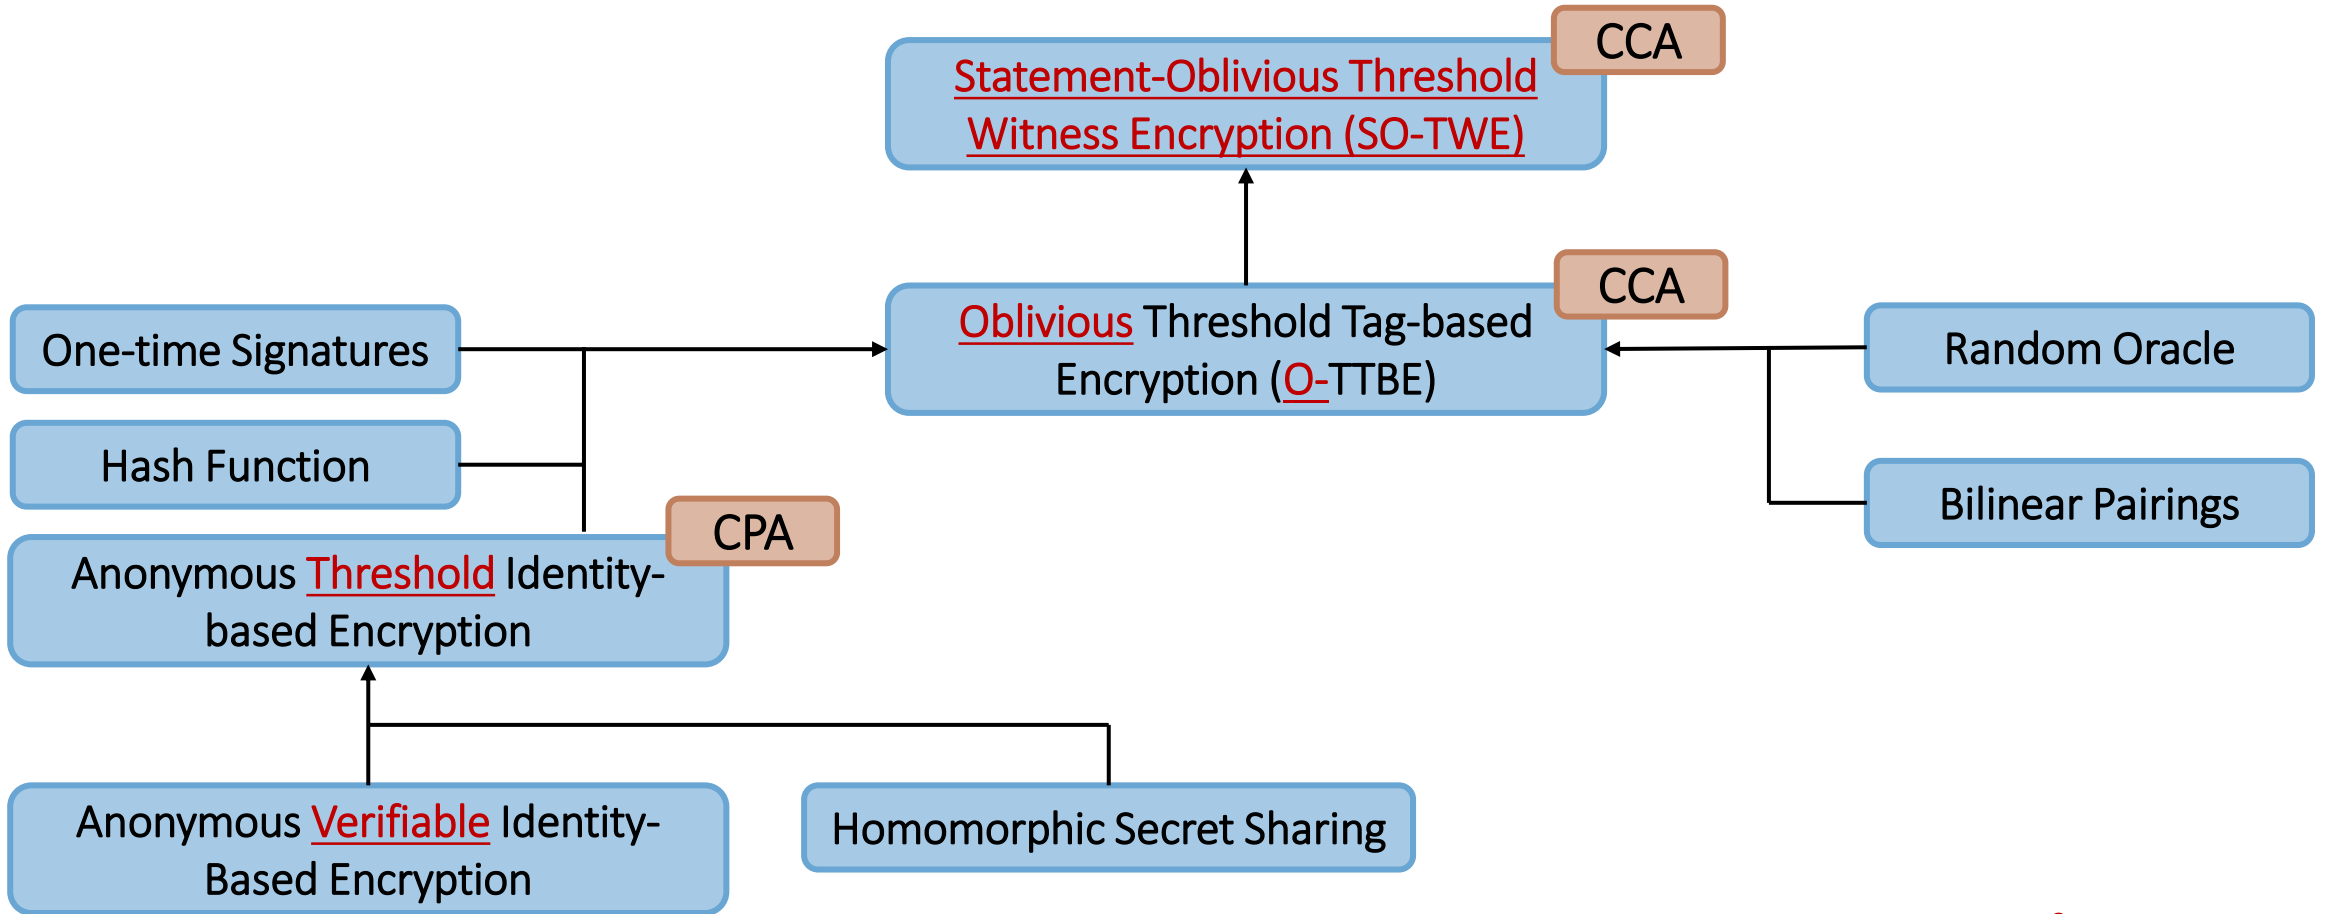 CCA
Statement-Oblivious Threshold
Witness Encryption (SO-TWE)
CCA
Oblivious Threshold Tag-based
Encryption (O-TTBE)
One-time Signatures
Random Oracle
Hash Function
Bilinear Pairings
CPA
Anonymous Threshold Identity-
based Encryption
Anonymous Verifiable Identity-
Based Encryption
Homomorphic Secret Sharing